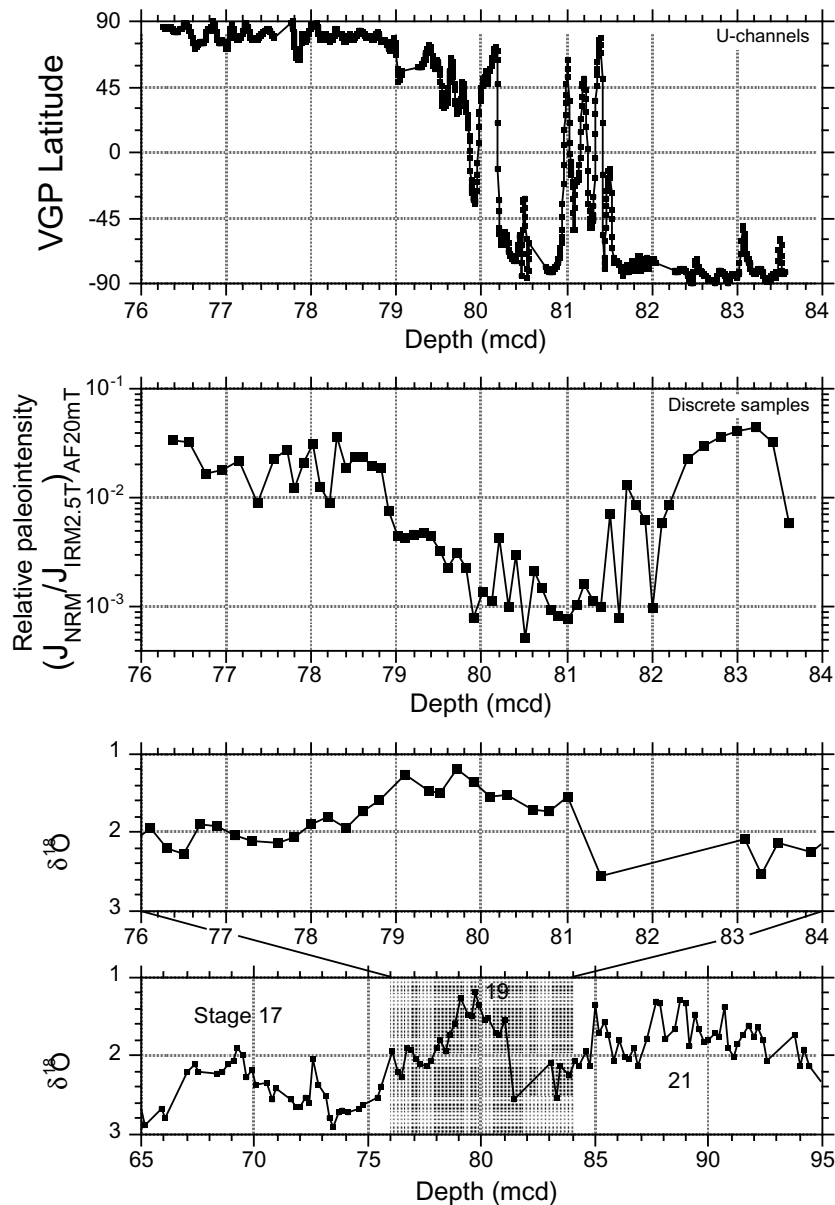 90
45
0
-45
-90
VGP Latitude
U-channels
76 77 78 79 80 81 82 83 84
Depth (mcd)
10-1
10-2
10-3
Relative paleointensity
(JNRM/JIRM2.5T)AF20mT
Discrete samples
76 77 78 79 80 81 82 83 84
Depth (mcd)
1
2
3
δ18O
76 77 78 79 80 81 82 83 84
1
2
3
δ18O
Stage 17
19
21
65 70 75 80 85 90 95
Depth (mcd)